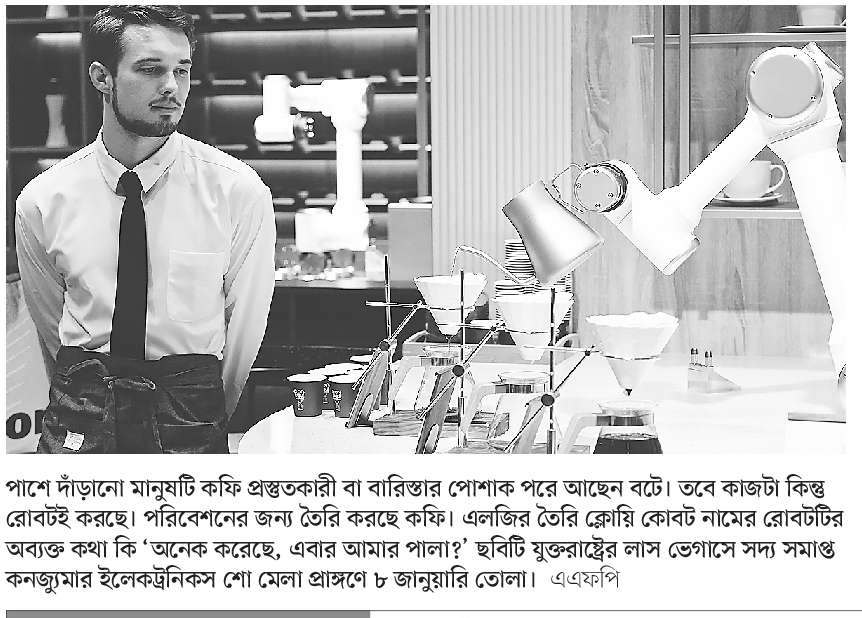 পাশে দাঁড়ানো মানুষটি কফি প্রস্তুতকারী বা বারিস্তার পোশাক পরে আছেন বটে। তবে কাজটা কিন্তু
রোবটই করছে। পরিবেশনের জন্য তৈরি করছে কফি। এলজির তৈরি ক্লোয়ি কোবট নামের রোবটটির
অব্যক্ত কথা কি ‘অনেক করেছে, এবার আমার পালা?’ ছবিটি যুক্তরাষ্ট্রের লাস ভেগাসে সদ্য সমাপ্ত
কনজ্যুমার ইলেকট্রনিকস শো মেলা প্রাঙ্গণে ৮ জানুয়ারি তোলা। এএফপি